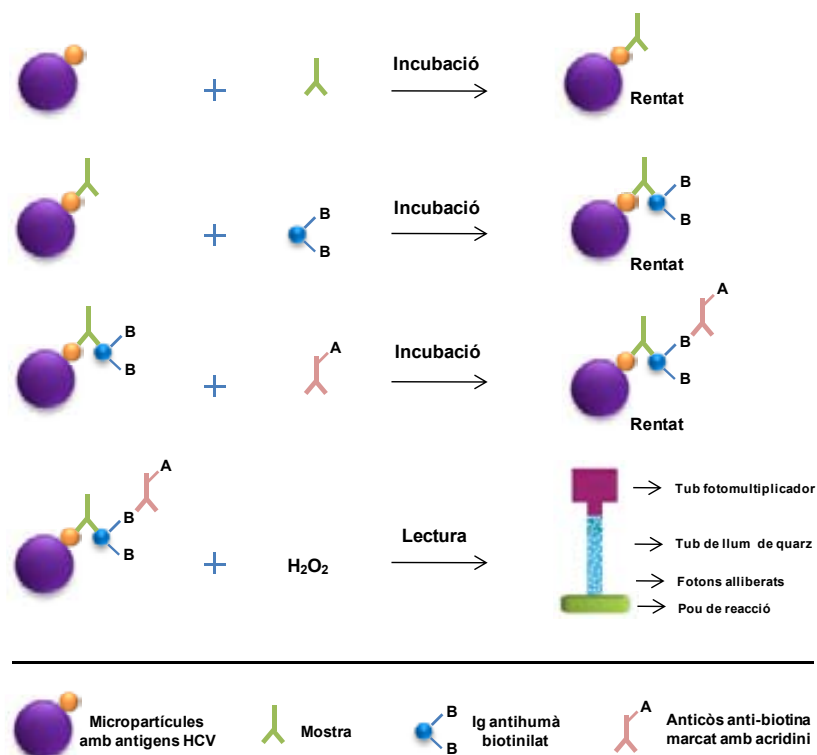 Incubació
Rentat
B
B
Incubació
B
B
Rentat
B
B
A
Incubació
A
B
B
Rentat
A
B
B
H₂O₂
Lectura
Tub fotomultiplicador
Tub de llum de quarz
Fotons alliberats
Pou de reacció
Micropartícules
amb antigens HCV
Mostra
B
B
Ig antihumà
biotinilat
A
Anticòs anti-biotina
marcat amb acridini